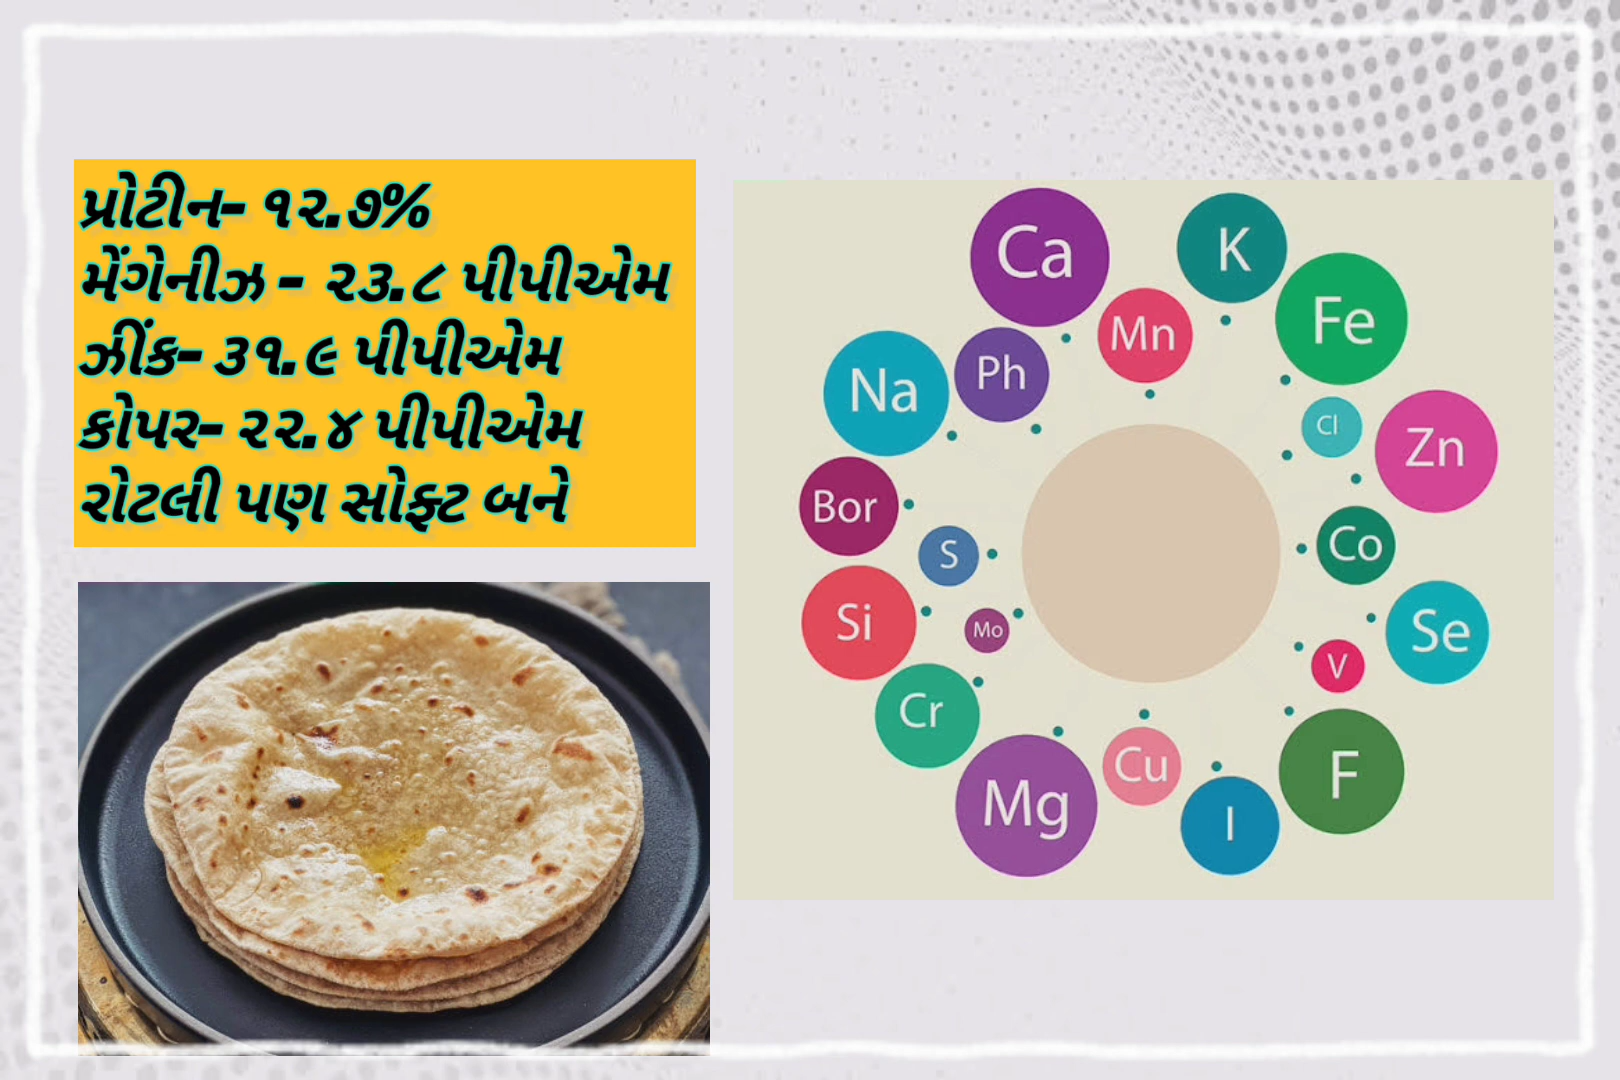 પ્રોટીન- ૧૨.૭%
મેંગેનીઝ - ૨૩.૮ પીપીએમ
ઝીંક- ૩૧.૯ પીપીએમ
કોપર- ૨૨.૪ પીપીએમ
રોટલી પણ સોફ્ટ બને
Ca
K
Mn
Fe
Na
Ph
Cl
Zn
Bor
S
Co
Si
Mo
Se
V
Cr
Mg
Cu
I
F